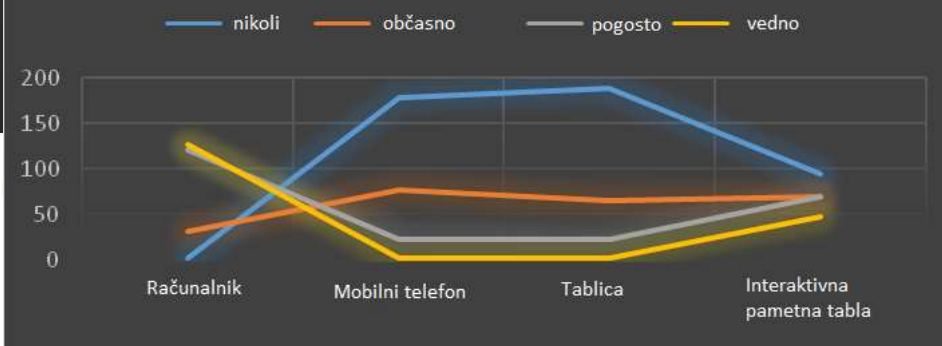 nikoli občasno pogosto vedno
200
150
100
50
0
Računalnik Mobilni telefon Tablica Interaktivna
pametna tabla